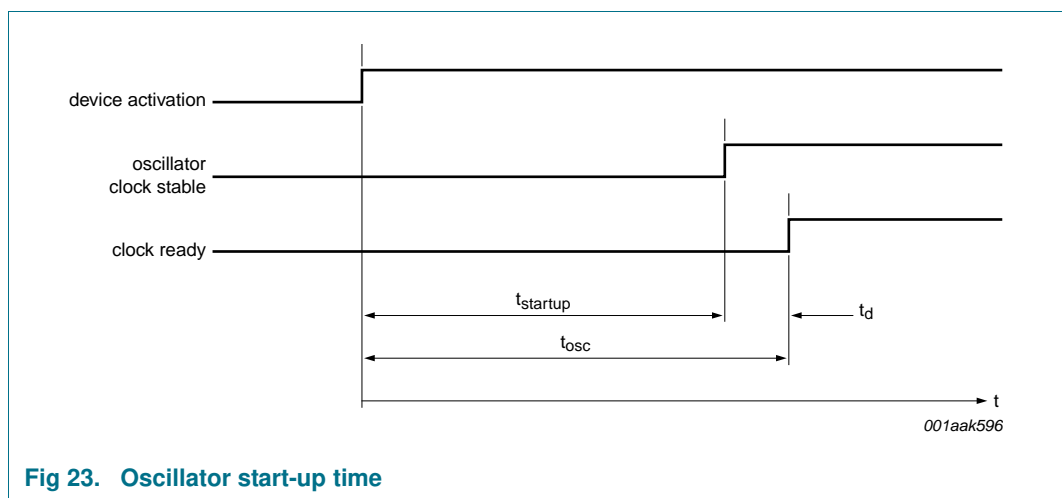 device activation
oscillator
clock stable
clock ready
tstartup
td
tosc
t
001aak596
Fig 23. Oscillator start-up time